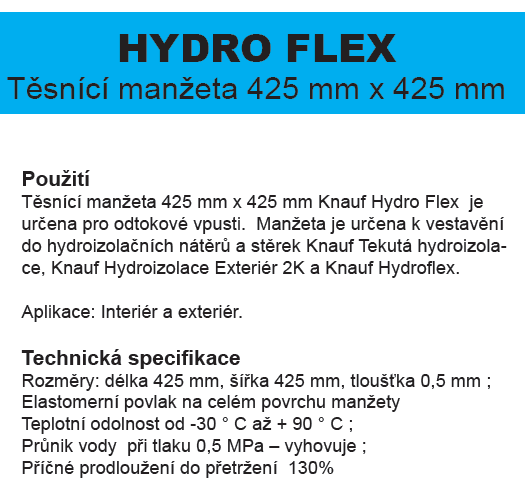 HYDRO FLEX
Těsnící manžeta 425 mm x 425 mm
Použití
Těsnící manžeta 425 mm x 425 mm Knauf Hydro Flex  je
určena pro odtokové vpusti.  Manžeta je určena k vestavění
do hydroizolačních nátěrů a stěrek Knauf Tekutá hydroizola-
ce, Knauf Hydroizolace Exteriér 2K a Knauf Hydroflex.
Aplikace: Interiér a exteriér.
Technická specifikace
Rozměry: délka 425 mm, šířka 425 mm, tloušťka 0,5 mm ;
Elastomerní povlak na celém povrchu manžety
Teplotní odolnost od -30 ° C až + 90 ° C ;
Průnik vody  při tlaku 0,5 MPa – vyhovuje ;
Příčné prodloužení do přetržení  130%